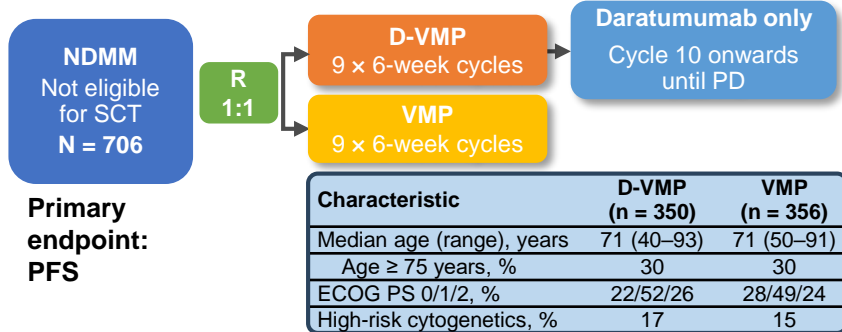 NDMM
Not eligible
for SCT
N = 706
R
1:1
D-VMP
9 × 6-week cycles
VMP
9 × 6-week cycles
Daratumumab only
Cycle 10 onwards
until PD
Primary
endpoint:
PFS
Characteristic D-VMP (n = 350) VMP (n = 356)
Median age (range), years 71 (40–93) 71 (50–91)
Age ≥ 75 years, % 30 30
ECOG PS 0/1/2, % 22/52/26 28/49/24
High-risk cytogenetics, % 17 15